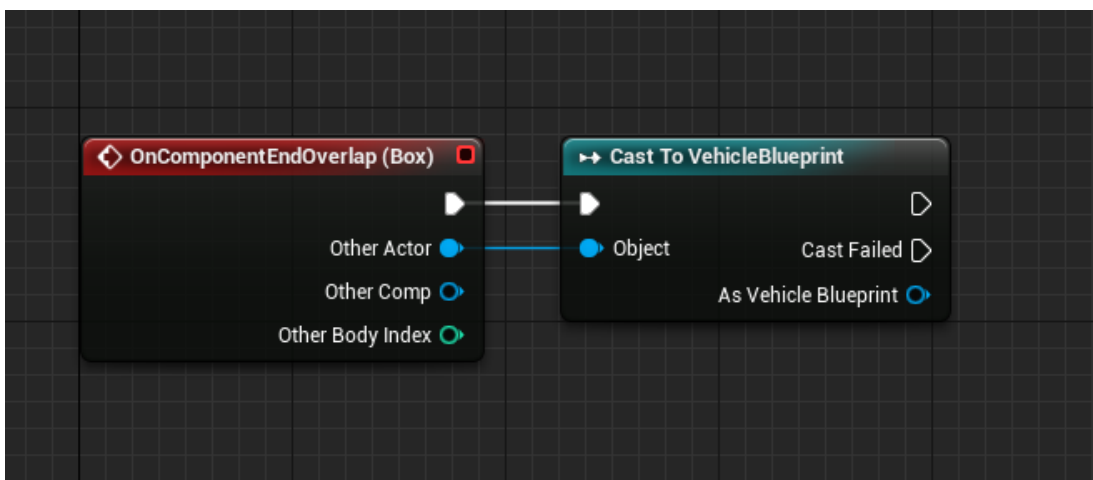 OnComponentEndOverlap (Box)
Other Actor
Other Comp
Other Body Index
Cast To VehicleBlueprint
Object
Cast Failed
As Vehicle Blueprint